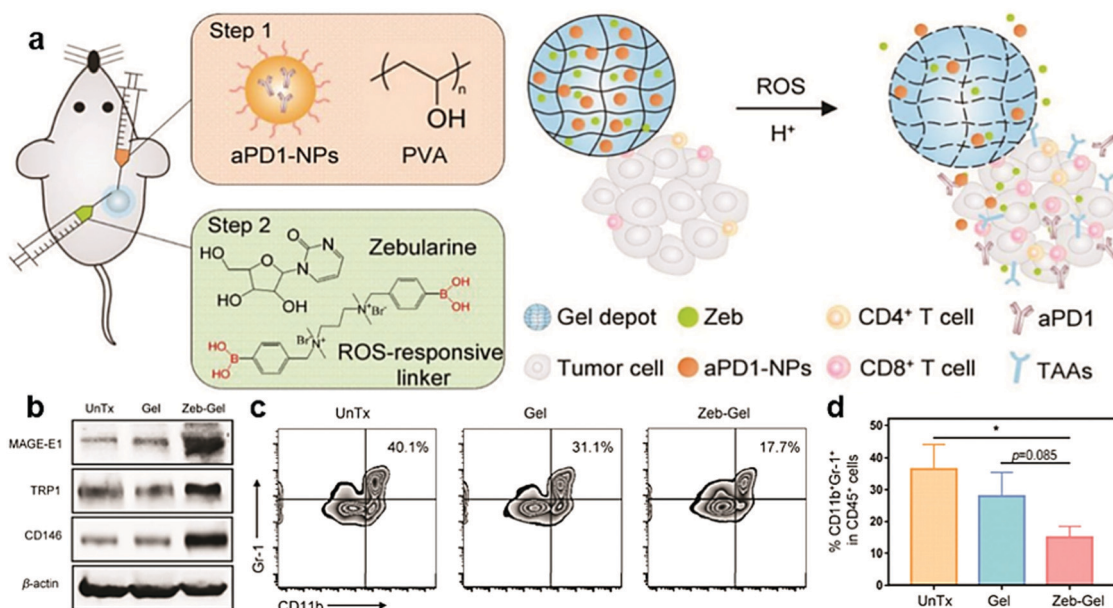 a
Step 1
aPD1-NPs
n
OH
PVA
Step 2
Zebularine
O
N
N
HO
O
OH
HO
OH
B
OH
N⁺Br⁻
Br⁻N⁺
HO
B
HO
ROS-responsive
linker
ROS
H⁺
Gel depot
Zeb
CD4⁺ T cell
aPD1
Tumor cell
aPD1-NPs
CD8⁺ T cell
TAAs
b
UnTx Gel Zeb-Gel
MAGE-E1
TRP1
CD146
β-actin
c
UnTx
Gel
Zeb-Gel
40.1%
31.1%
17.7%
Gr-1
CD11b
d
% CD11b⁺Gr-1⁺
in CD45⁺ cells
50
40
30
20
10
0
*
p=0.085
UnTx Gel Zeb-Gel